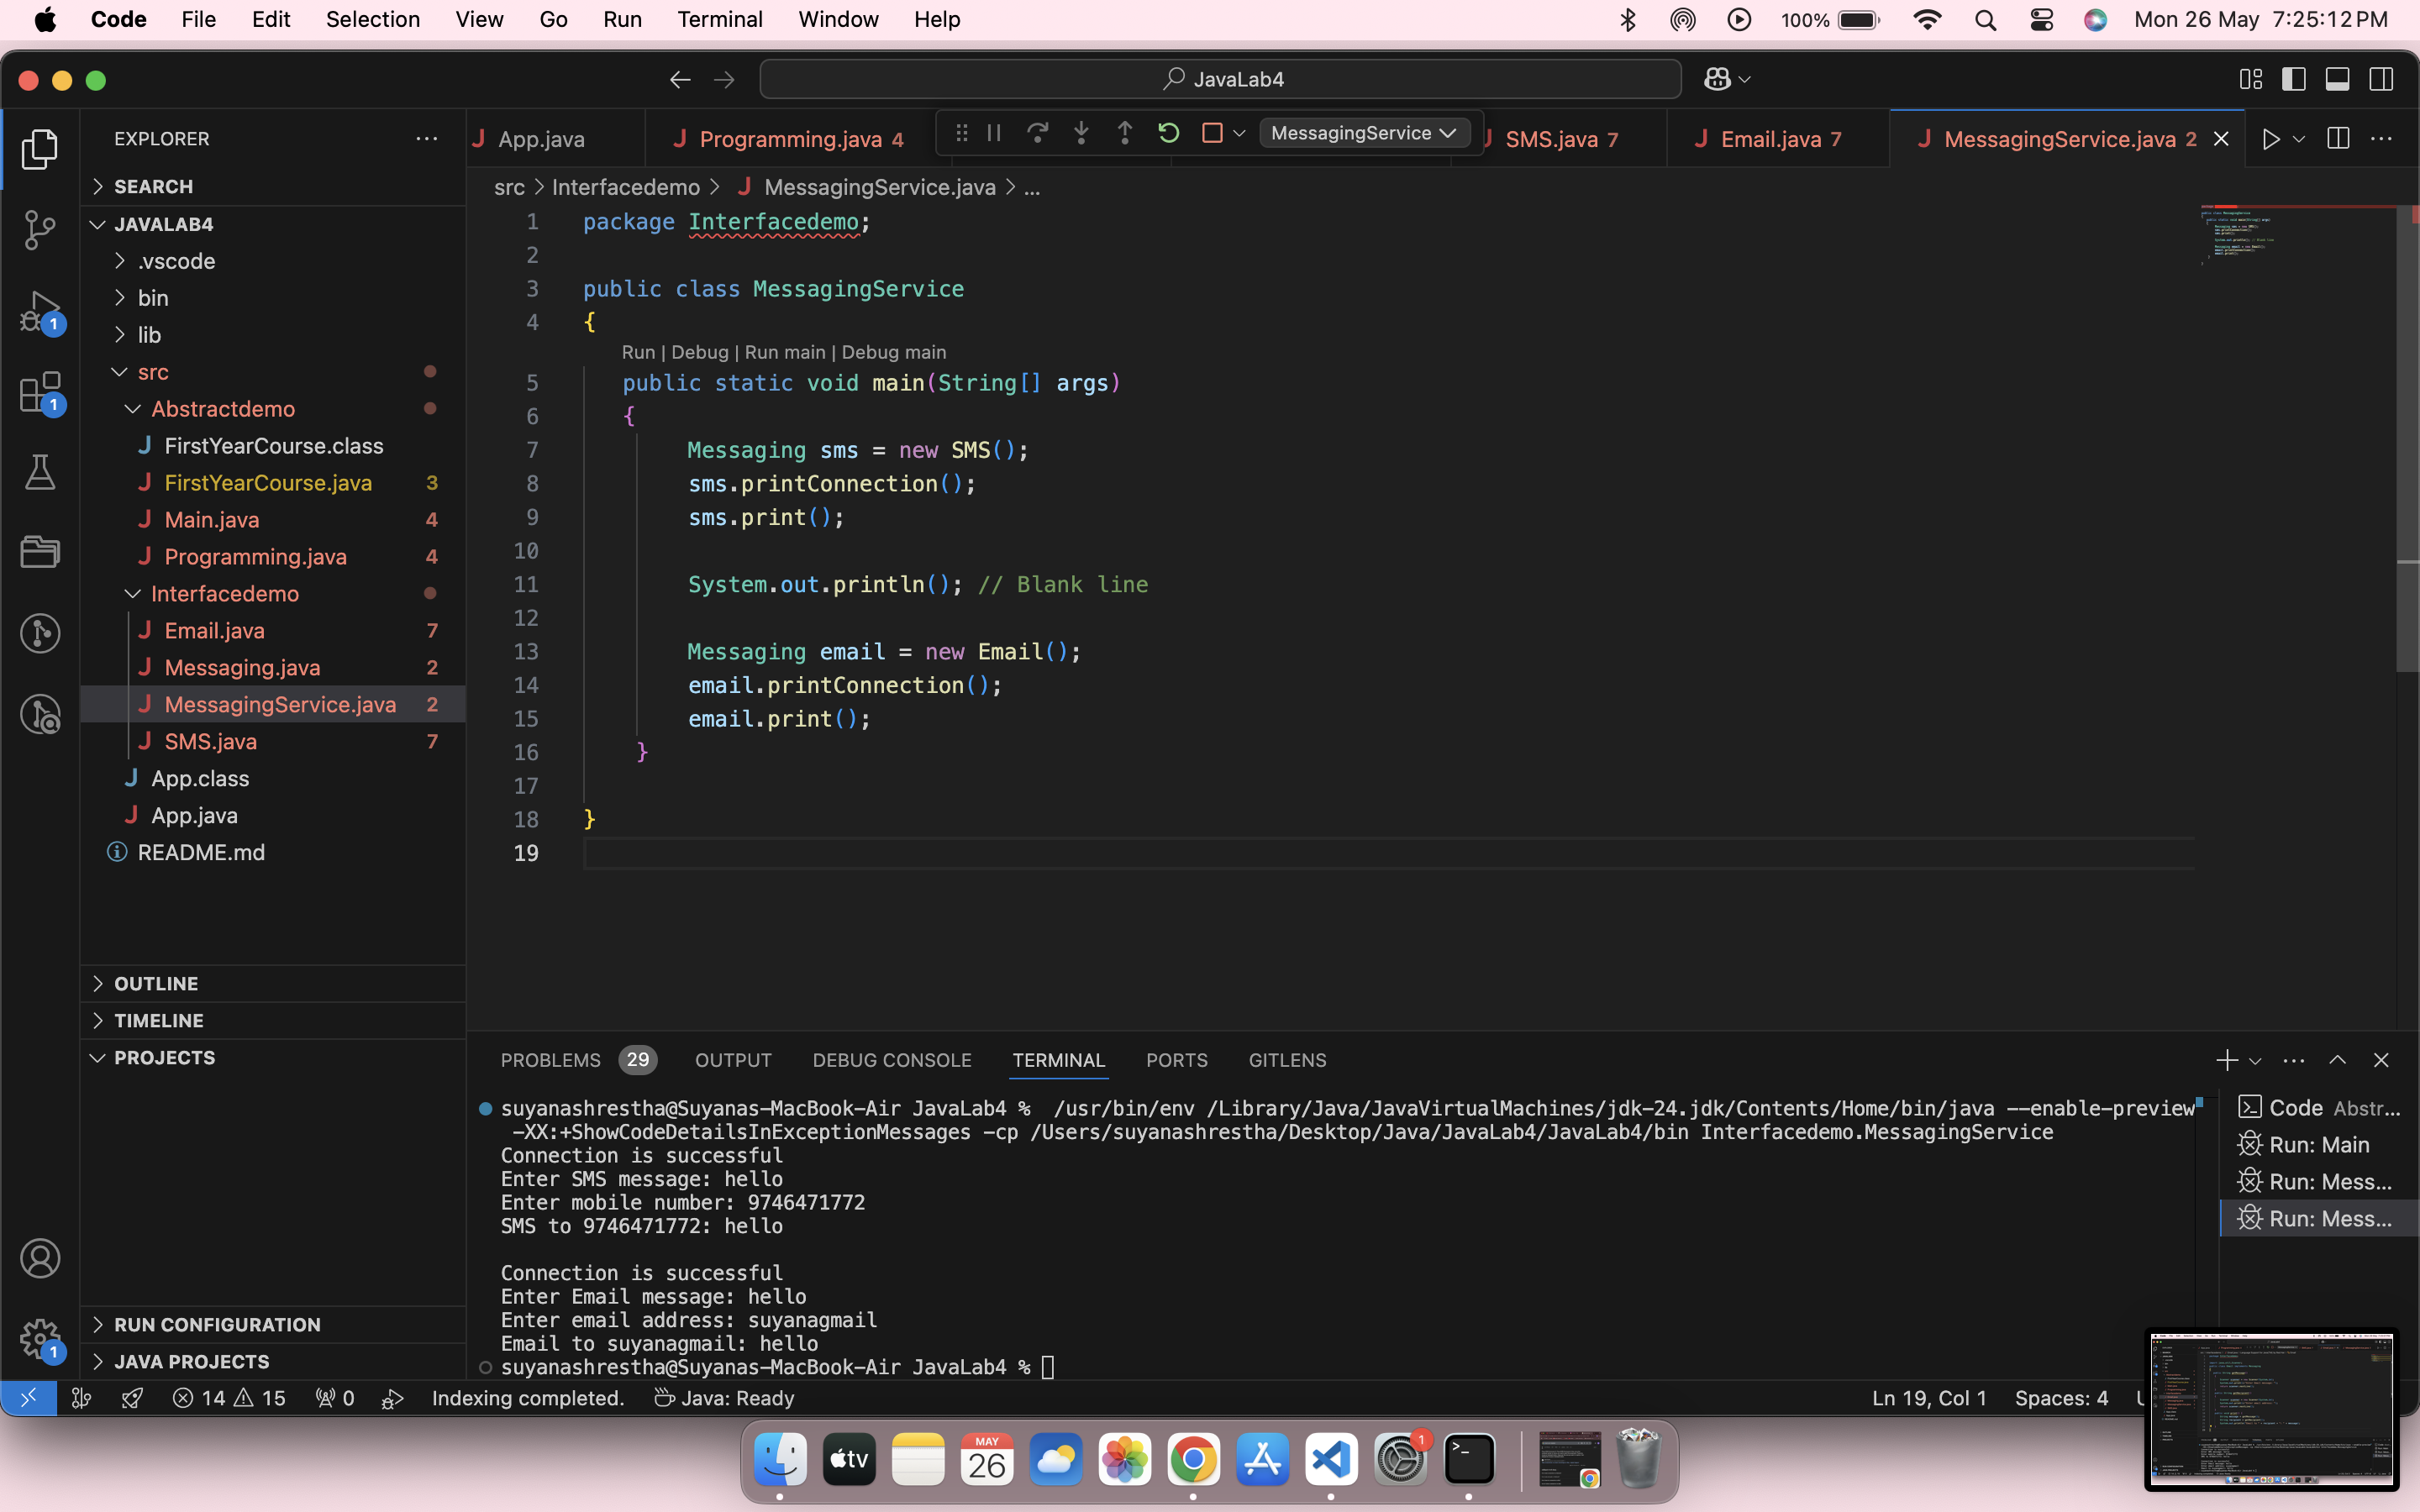 Code File Edit Selection View Go Run Terminal Window Help 100% Mon 26 May 7:25:12 PM
JavaLab4
EXPLORER
SEARCH
JAVALAB4
.vscode
bin
lib
src
Abstractdemo
FirstYearCourse.class
FirstYearCourse.java 3
Main.java 4
Programming.java 4
Interfacedemo
Email.java 7
Messaging.java 2
MessagingService.java 2
SMS.java 7
App.class
App.java
README.md
OUTLINE
TIMELINE
PROJECTS
RUN CONFIGURATION
JAVA PROJECTS
1
1
1
App.java Programming.java 4 MessagingService SMS.java 7 Email.java 7 MessagingService.java 2
src > Interfacedemo > MessagingService.java > ...
1 package Interfacedemo;
2
3 public class MessagingService
4 {
Run | Debug | Run main | Debug main
5 public static void main(String[] args)
6 {
7 Messaging sms = new SMS();
8 sms.printConnection();
9 sms.print();
10
11 System.out.println(); // Blank line
12
13 Messaging email = new Email();
14 email.printConnection();
15 email.print();
16 }
17
18 }
19
PROBLEMS 29 OUTPUT DEBUG CONSOLE TERMINAL PORTS GITLENS
suyanashrestha@Suyanas-MacBook-Air JavaLab4 % /usr/bin/env /Library/Java/JavaVirtualMachines/jdk-24.jdk/Contents/Home/bin/java --enable-preview
-XX:+ShowCodeDetailsInExceptionMessages -cp /Users/suyanashrestha/Desktop/Java/JavaLab4/JavaLab4/bin Interfacedemo.MessagingService
Connection is successful
Enter SMS message: hello
Enter mobile number: 9746471772
SMS to 9746471772: hello
Connection is successful
Enter Email message: hello
Enter email address: suyanagmail
Email to suyanagmail: hello
suyanashrestha@Suyanas-MacBook-Air JavaLab4 %
Code Abstr...
Run: Main
Run: Mess...
Run: Mess...
14 15 0 Indexing completed. Java: Ready Ln 19, Col 1 Spaces: 4
tv
MAY
26
1